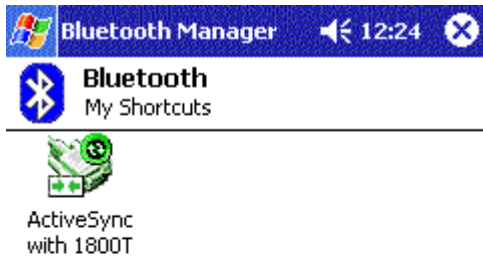 Bluetooth Manager 12:24
Bluetooth
My Shortcuts
ActiveSync
with 1800T